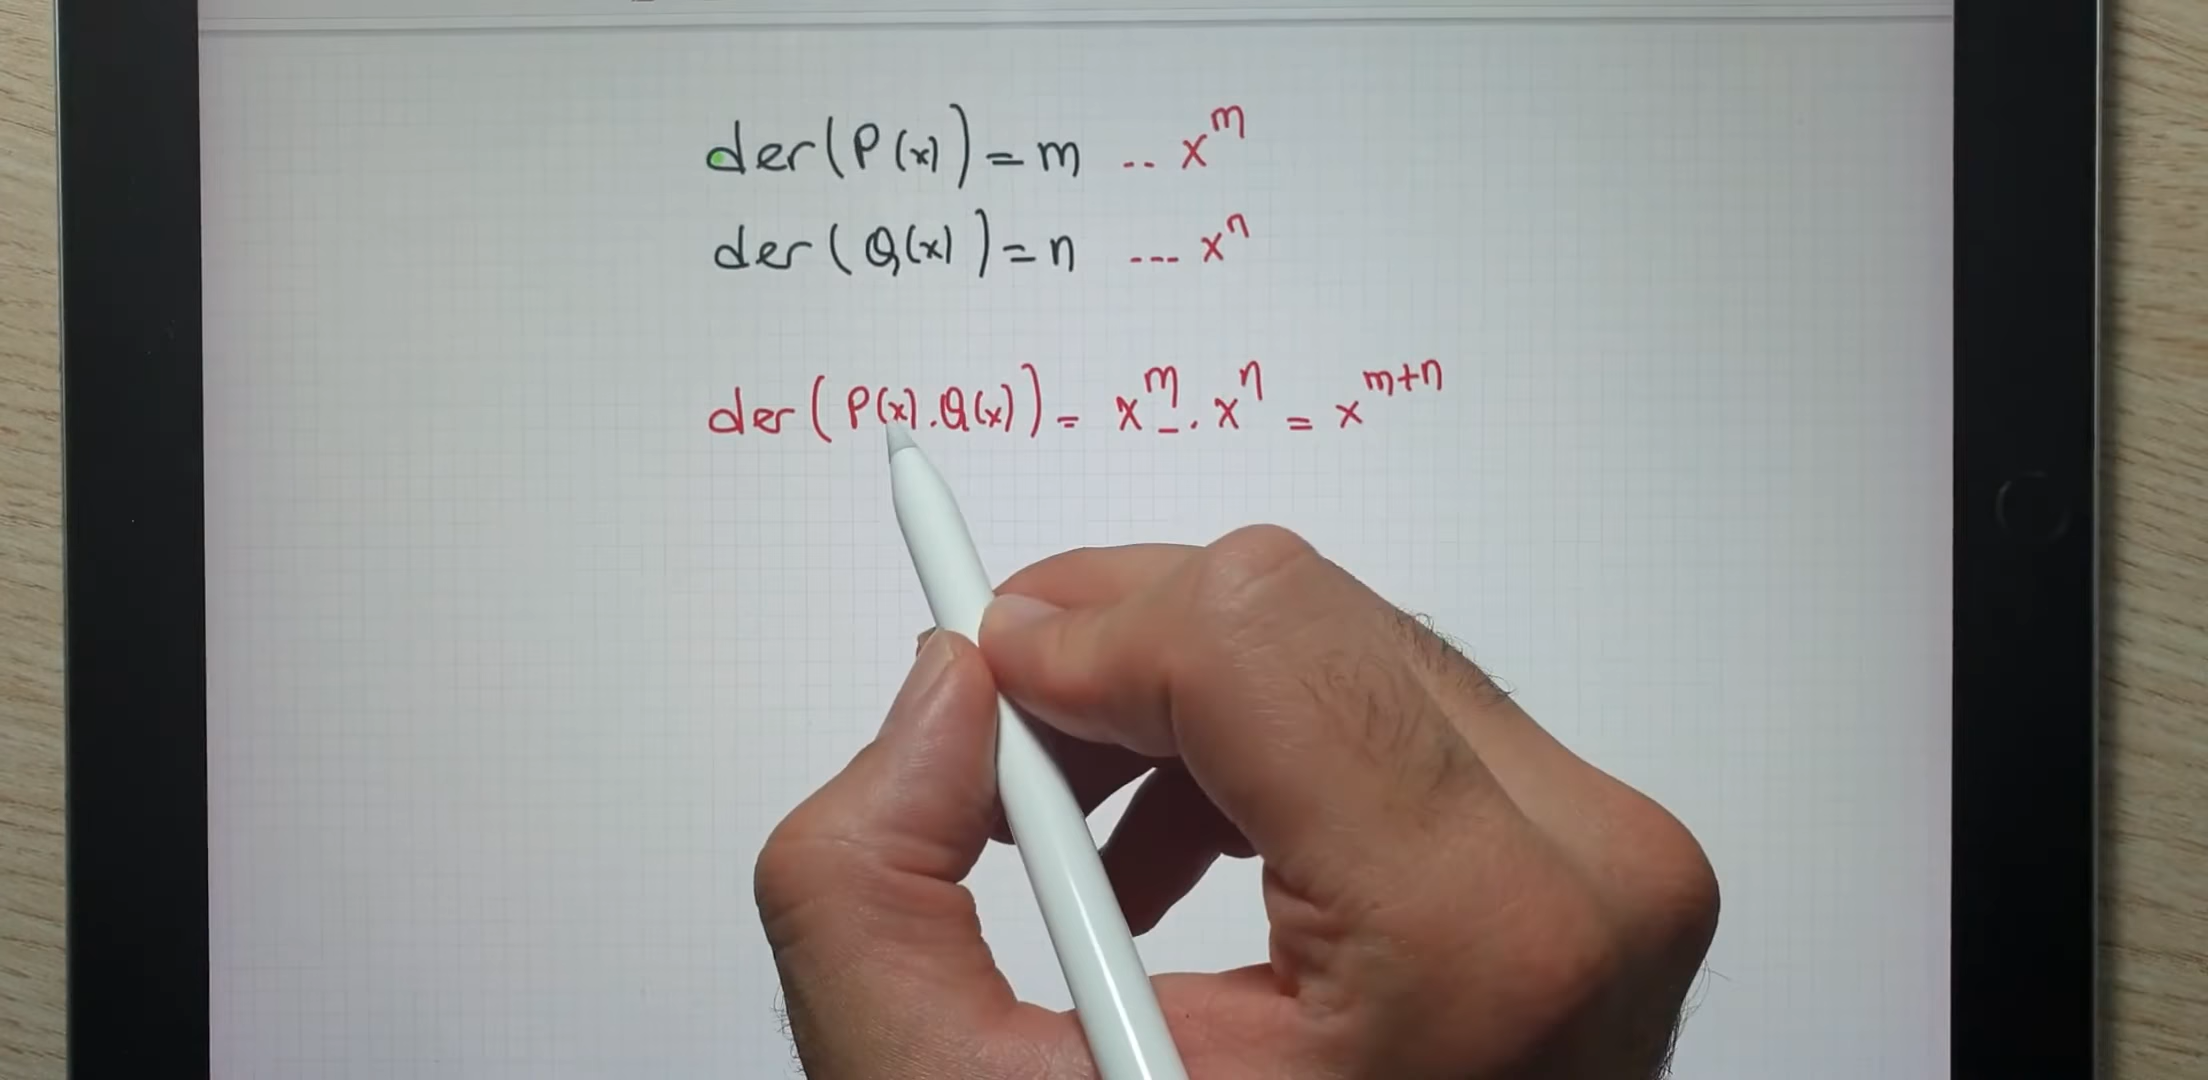 der(P(x))=m .. x^m
der(Q(x))=n --- x^n
der(P(x).Q(x))= x^m . x^n = x^m+n